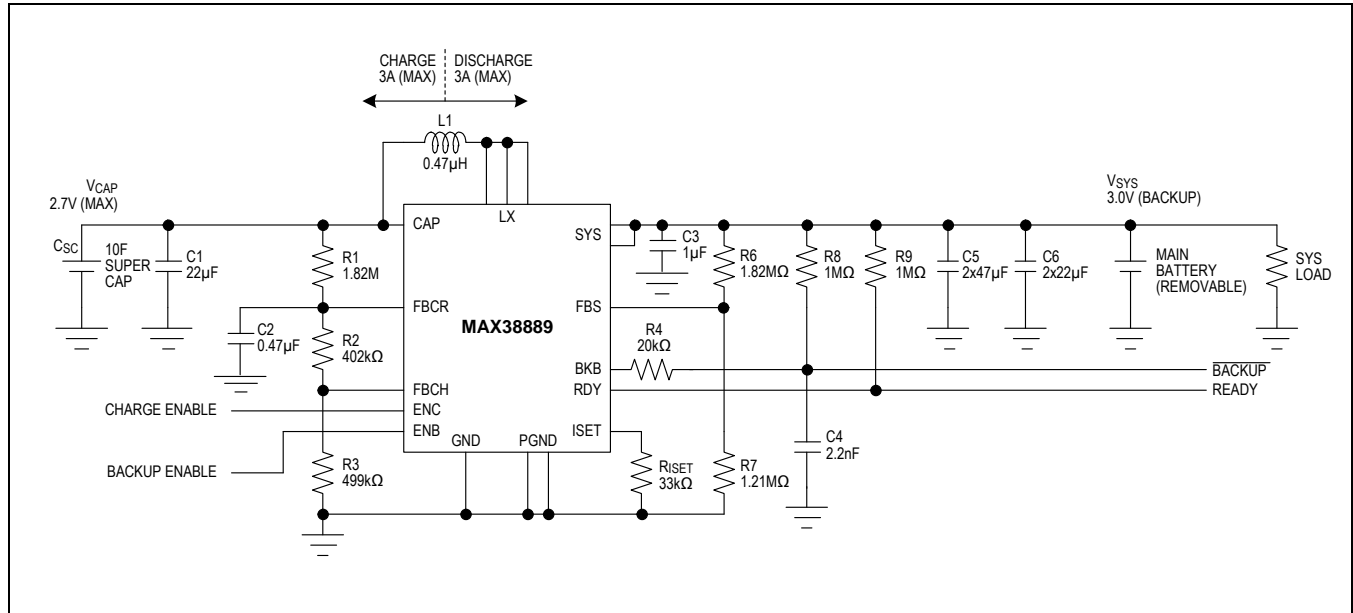 CHARGE
3A (MAX)
DISCHARGE
3A (MAX)
L1
0.47µH
VCAP
2.7V (MAX)
VSYS
3.0V (BACKUP)
CAP
LX
SYS
CSC
10F
SUPER
CAP
C1
22µF
R1
1.82M
C3
1µF
R6
1.82MΩ
R8
1MΩ
R9
1MΩ
C5
2x47µF
C6
2x22µF
MAIN
BATTERY
(REMOVABLE)
SYS
LOAD
FBCR
FBS
MAX38889
C2
0.47µF
R2
402kΩ
R4
20kΩ
BKB
BACKUP
RDY
READY
FBCH
CHARGE ENABLE
ENC
ENB
ISET
GND
PGND
C4
2.2nF
BACKUP ENABLE
R3
499kΩ
RISET
33kΩ
R7
1.21MΩ